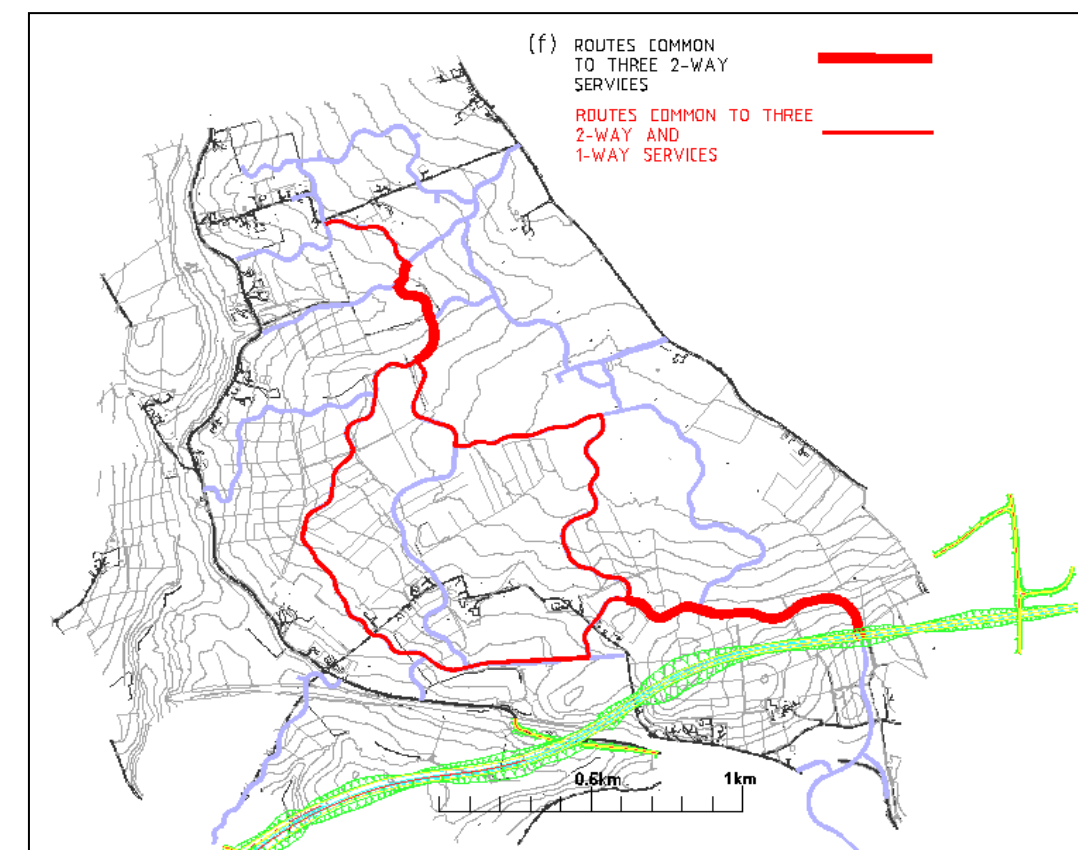 (f) ROUTES COMMON
TO THREE 2-WAY
SERVICES
ROUTES COMMON TO THREE
2-WAY AND
1-WAY SERVICES
0.5km 1km